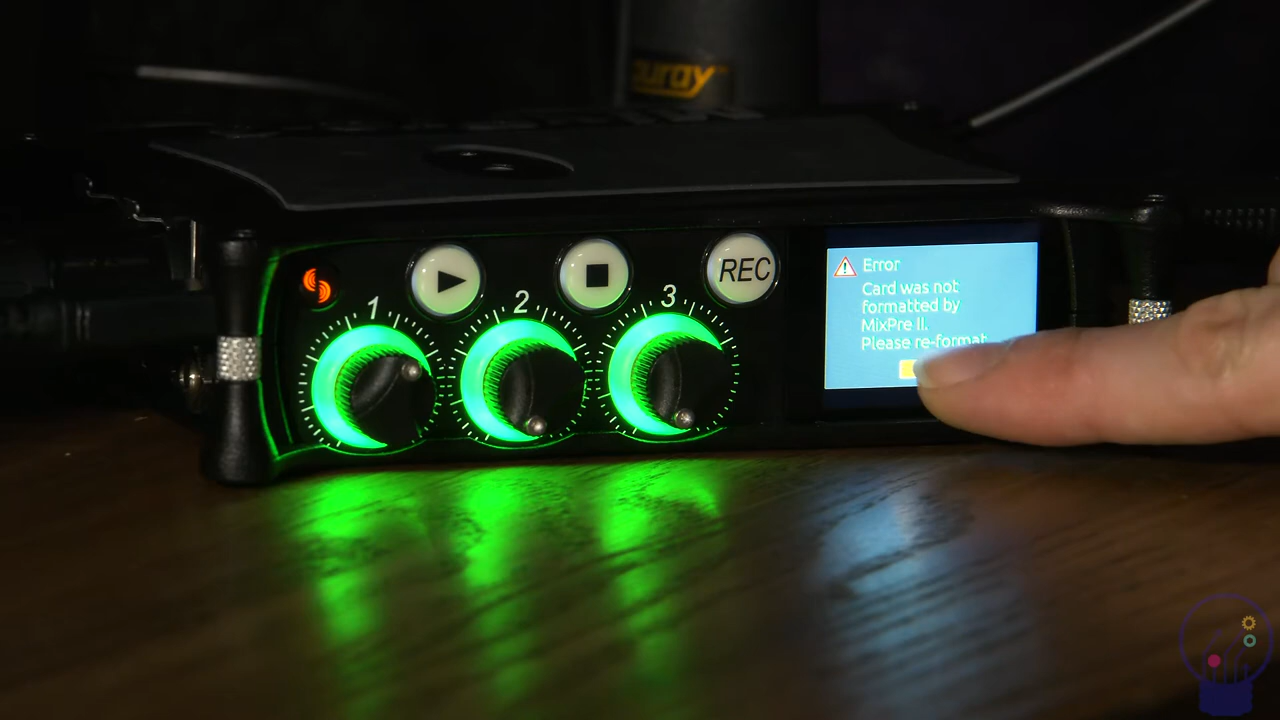 1
2
3
REC
Error
Card was not
formatted by
MixPre II.
Please re-format